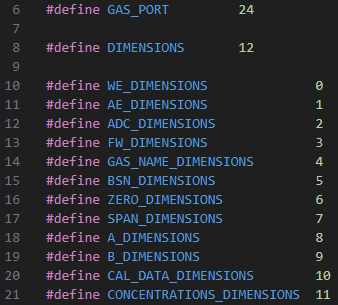 6 #define GAS_PORT 24
7
8 #define DIMENSIONS 12
9
10 #define WE_DIMENSIONS 0
11 #define AE_DIMENSIONS 1
12 #define ADC_DIMENSIONS 2
13 #define FW_DIMENSIONS 3
14 #define GAS_NAME_DIMENSIONS 4
15 #define BSN_DIMENSIONS 5
16 #define ZERO_DIMENSIONS 6
17 #define SPAN_DIMENSIONS 7
18 #define A_DIMENSIONS 8
19 #define B_DIMENSIONS 9
20 #define CAL_DATA_DIMENSIONS 10
21 #define CONCENTRATIONS_DIMENSIONS 11